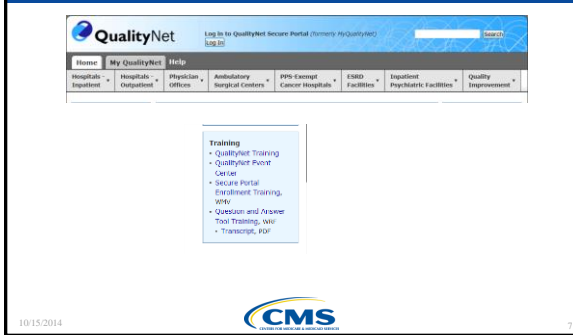 QualityNet
Log in to QualityNet Secure Portal (formerly MyQualityNet)
Log In
Search
Home
My QualityNet
Help
Hospitals - Inpatient
Hospitals - Outpatient
Physician Offices
Ambulatory Surgical Centers
PPS-Exempt Cancer Hospitals
ESRD Facilities
Inpatient Psychiatric Facilities
Quality Improvement
Training
• QualityNet Training
• QualityNet Event
Center
• Secure Portal
Enrollment Training,
WMV
• Question and Answer
Tool Training, WRF
• Transcript, PDF
10/15/2014
CMS
CENTERS FOR MEDICARE & MEDICAID SERVICES
7